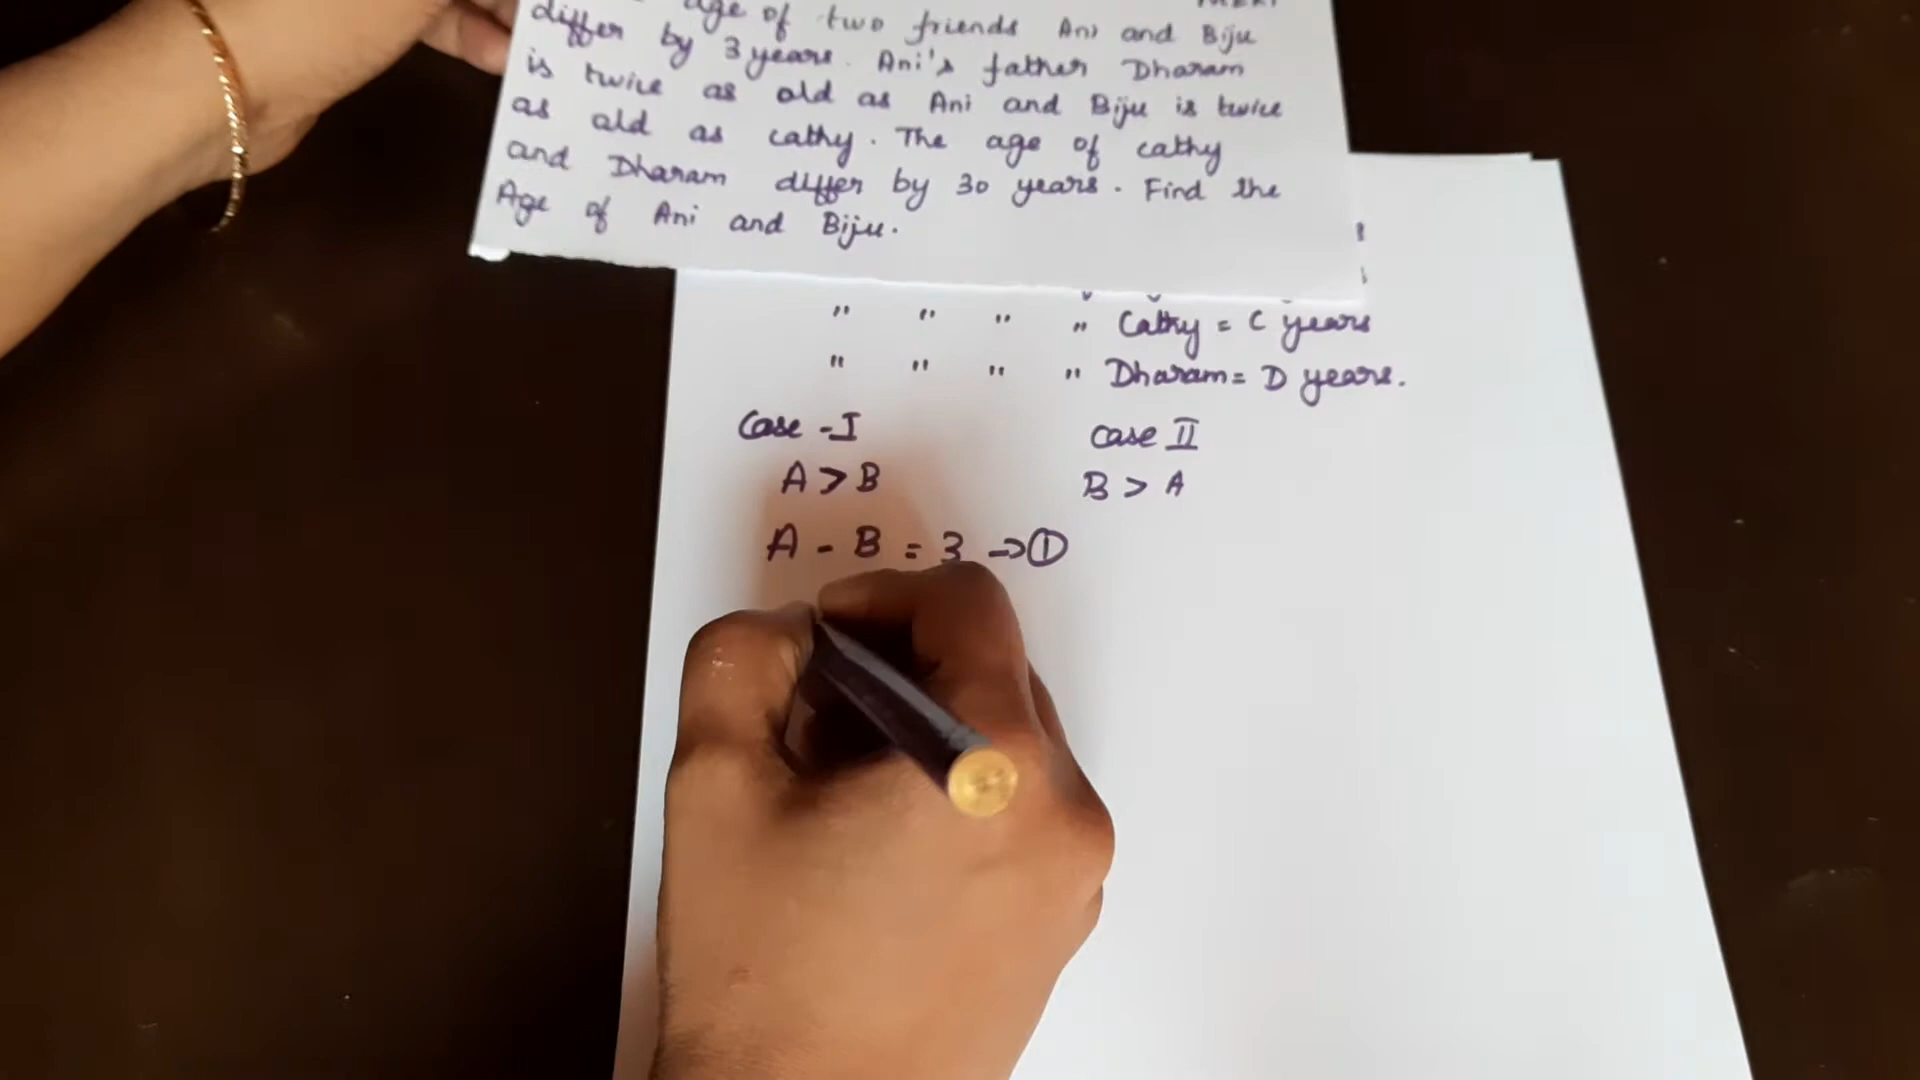 age of two friends Ani and Biju
differ by 3 years. Ani's father Dharam
is twice as old as Ani and Biju is twice
as old as cathy. The age of cathy
and Dharam differ by 30 years. Find the
Age of Ani and Biju.
" " " " Cathy = C years
" " " " Dharam = D years.
Case - I Case II
A > B B > A
A - B = 3 → ①